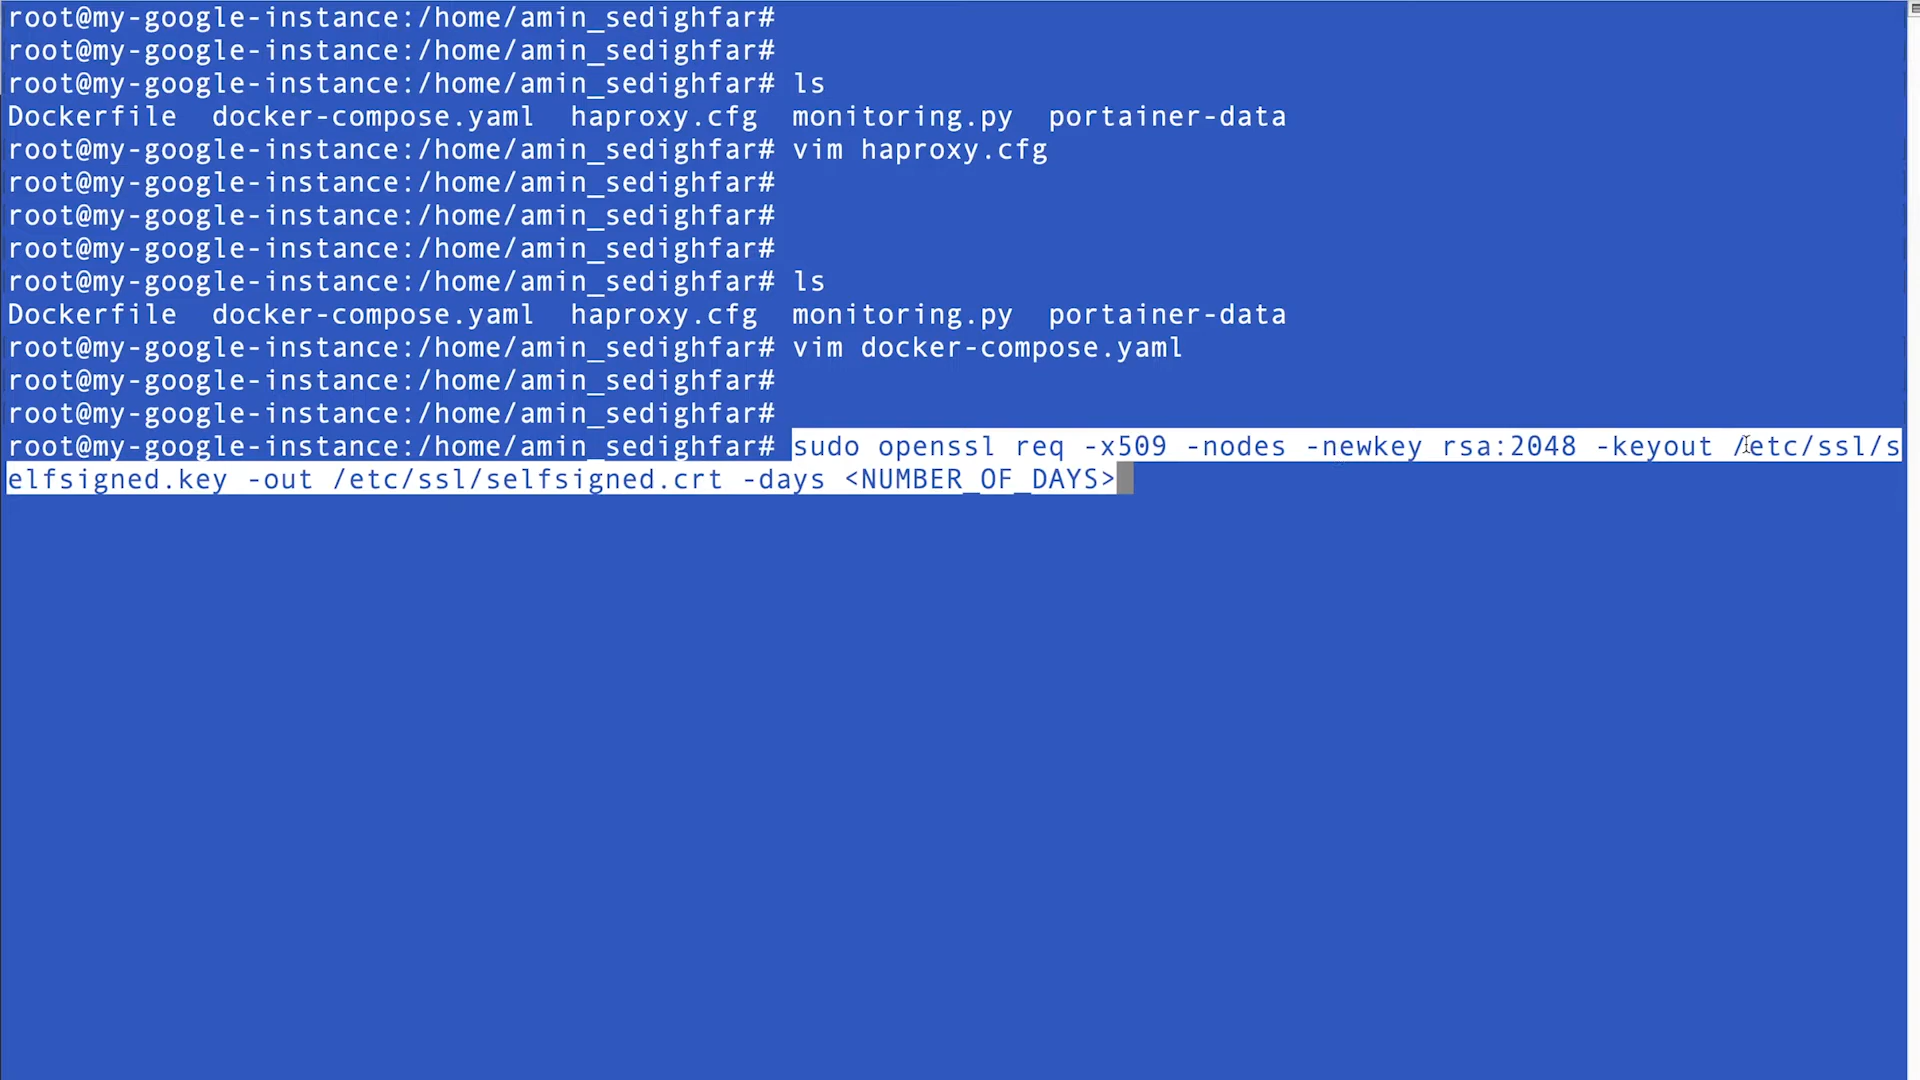 root@my-google-instance:/home/amin_sedighfar#
root@my-google-instance:/home/amin_sedighfar#
root@my-google-instance:/home/amin_sedighfar# ls
Dockerfile  docker-compose.yaml  haproxy.cfg  monitoring.py  portainer-data
root@my-google-instance:/home/amin_sedighfar# vim haproxy.cfg
root@my-google-instance:/home/amin_sedighfar#
root@my-google-instance:/home/amin_sedighfar#
root@my-google-instance:/home/amin_sedighfar#
root@my-google-instance:/home/amin_sedighfar# ls
Dockerfile  docker-compose.yaml  haproxy.cfg  monitoring.py  portainer-data
root@my-google-instance:/home/amin_sedighfar# vim docker-compose.yaml
root@my-google-instance:/home/amin_sedighfar#
root@my-google-instance:/home/amin_sedighfar#
root@my-google-instance:/home/amin_sedighfar# sudo openssl req -x509 -nodes -newkey rsa:2048 -keyout /etc/ssl/s
elfsigned.key -out /etc/ssl/selfsigned.crt -days <NUMBER_OF_DAYS>